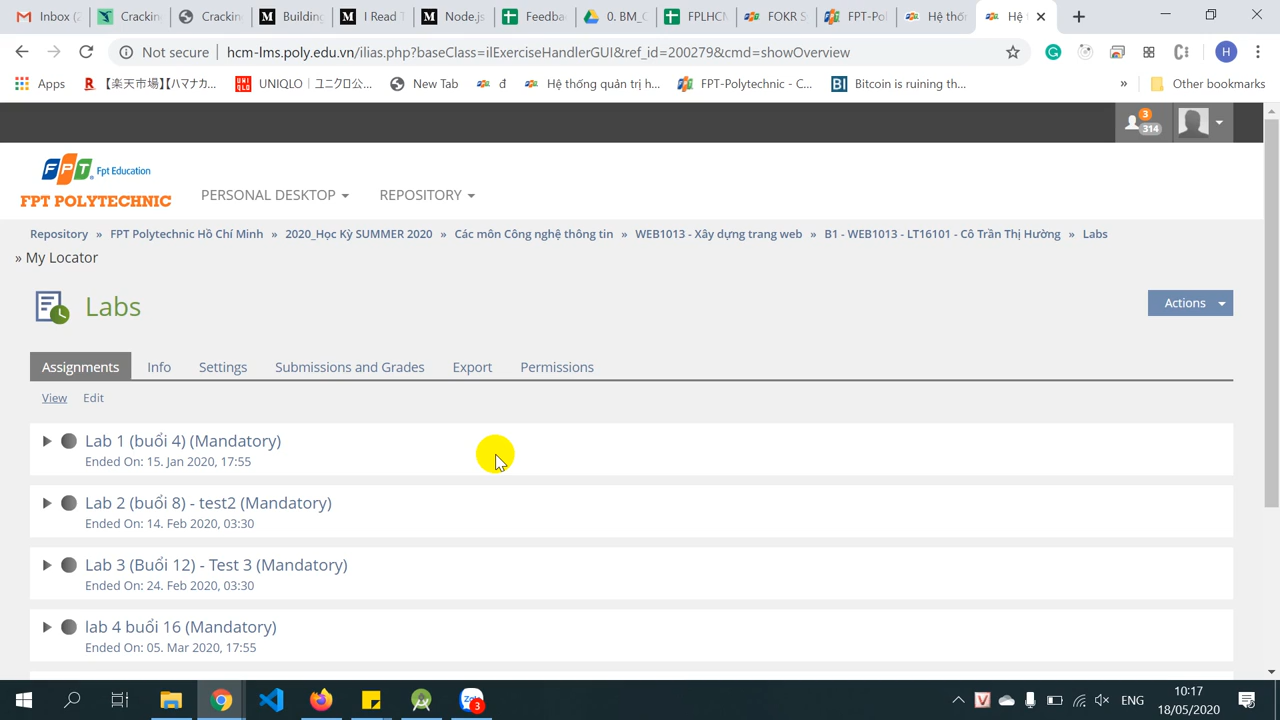 Inbox (2
Crackin
Crackin
Building
I Read T
Node.js
Feedba
0. BM_C
FPLHCM
FOKR S
FPT-Pol
Hệ thố
Hệ t
Not secure
hcm-lms.poly.edu.vn/ilias.php?baseClass=ilExerciseHandlerGUI&ref_id=200279&cmd=showOverview
H
Apps
【楽天市場】【ハマナカ...
UNIQLO｜ユニクロ公...
New Tab
đ
Hệ thống quản trị h...
FPT-Polytechnic - C...
BI
Bitcoin is ruining th...
»
Other bookmarks
3
314
FPT Fpt Education
FPT POLYTECHNIC
PERSONAL DESKTOP
REPOSITORY
Repository » FPT Polytechnic Hồ Chí Minh » 2020_Học Kỳ SUMMER 2020 » Các môn Công nghệ thông tin » WEB1013 - Xây dựng trang web » B1 - WEB1013 - LT16101 - Cô Trần Thị Hường » Labs
» My Locator
Labs
Actions
Assignments
Info
Settings
Submissions and Grades
Export
Permissions
View
Edit
Lab 1 (buổi 4) (Mandatory)
Ended On: 15. Jan 2020, 17:55
Lab 2 (buổi 8) - test2 (Mandatory)
Ended On: 14. Feb 2020, 03:30
Lab 3 (Buổi 12) - Test 3 (Mandatory)
Ended On: 24. Feb 2020, 03:30
lab 4 buổi 16 (Mandatory)
Ended On: 05. Mar 2020, 17:55
3
V
ENG
10:17
18/05/2020